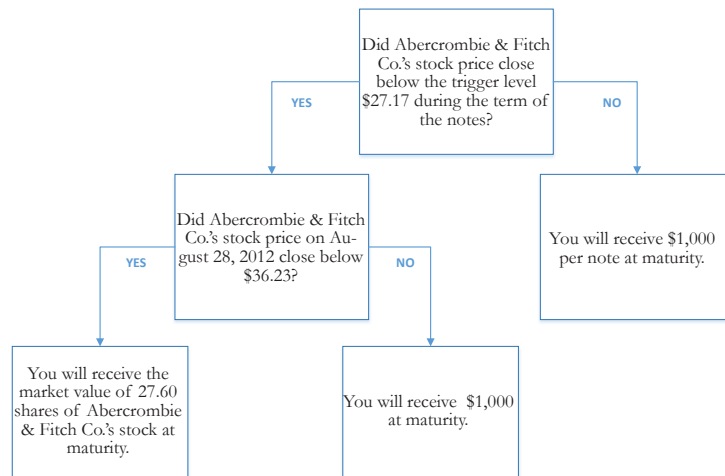 Did Abercrombie & Fitch
Co.'s stock price close
below the trigger level
$27.17 during the term of
the notes?
YES
NO
Did Abercrombie & Fitch
Co.'s stock price on Au-
gust 28, 2012 close below
$36.23?
You will receive $1,000
per note at maturity.
YES
NO
You will receive the
market value of 27.60
shares of Abercrombie
& Fitch Co.'s stock at
maturity.
You will receive $1,000
at maturity.